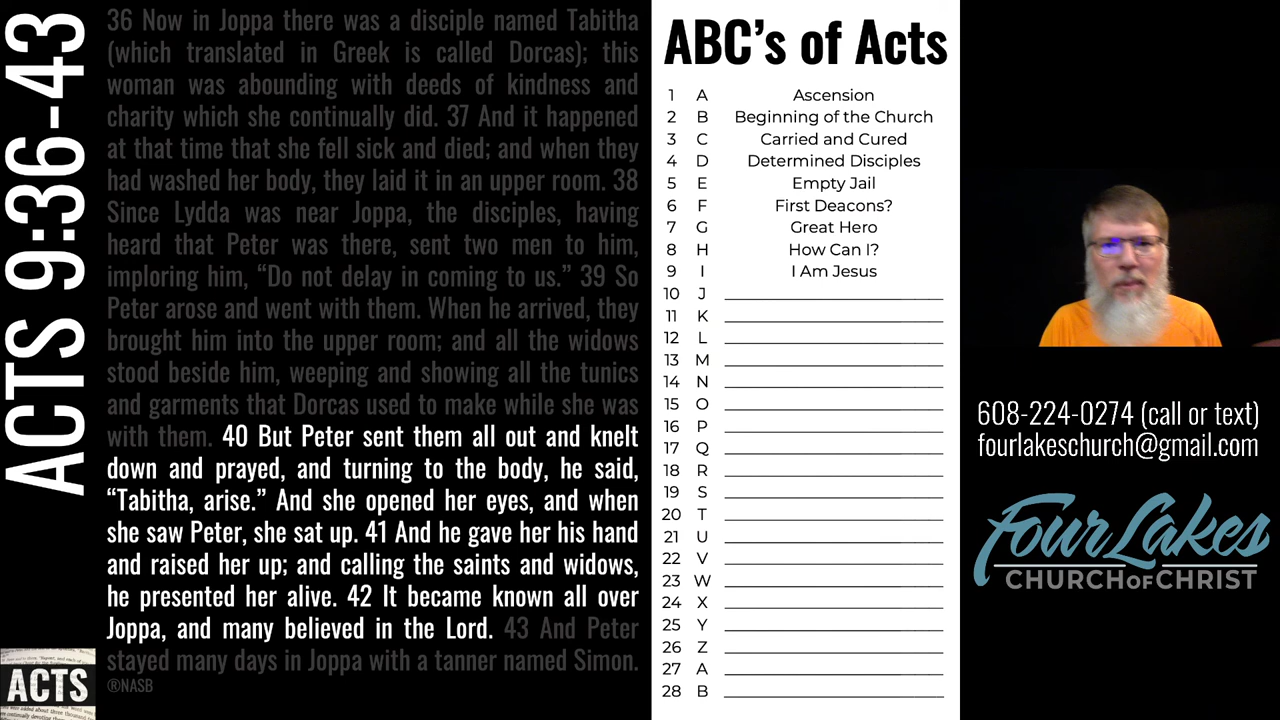 ACTS 9:36-43
36 Now in Joppa there was a disciple named Tabitha
(which translated in Greek is called Dorcas); this
woman was abounding with deeds of kindness and
charity which she continually did. 37 And it happened
at that time that she fell sick and died; and when they
had washed her body, they laid it in an upper room. 38
Since Lydda was near Joppa, the disciples, having
heard that Peter was there, sent two men to him,
imploring him, “Do not delay in coming to us.” 39 So
Peter arose and went with them. When he arrived, they
brought him into the upper room; and all the widows
stood beside him, weeping and showing all the tunics
and garments that Dorcas used to make while she was
with them. 40 But Peter sent them all out and knelt
down and prayed, and turning to the body, he said,
“Tabitha, arise.” And she opened her eyes, and when
she saw Peter, she sat up. 41 And he gave her his hand
and raised her up; and calling the saints and widows,
he presented her alive. 42 It became known all over
Joppa, and many believed in the Lord. 43 And Peter
stayed many days in Joppa with a tanner named Simon.
®NASB
ACTS
ABC’s of Acts
1 A Ascension
2 B Beginning of the Church
3 C Carried and Cured
4 D Determined Disciples
5 E Empty Jail
6 F First Deacons?
7 G Great Hero
8 H How Can I?
9 I I Am Jesus
10 J
11 K
12 L
13 M
14 N
15 O
16 P
17 Q
18 R
19 S
20 T
21 U
22 V
23 W
24 X
25 Y
26 Z
27 A
28 B
608-224-0274 (call or text)
fourlakeschurch@gmail.com
Four Lakes
CHURCH OF CHRIST